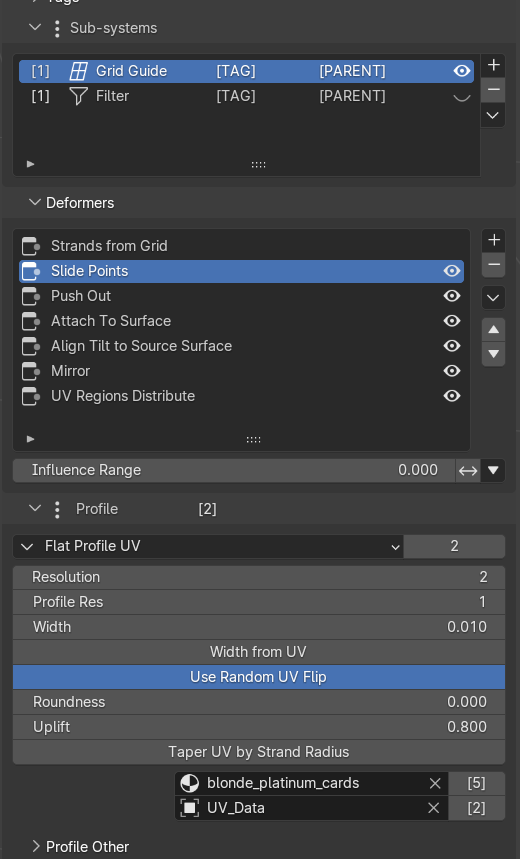 Tags
Sub-systems
[1] Grid Guide [TAG] [PARENT]
[1] Filter [TAG] [PARENT]
Deformers
Strands from Grid
Slide Points
Push Out
Attach To Surface
Align Tilt to Source Surface
Mirror
UV Regions Distribute
Influence Range 0.000
Profile [2]
Flat Profile UV 2
Resolution 2
Profile Res 1
Width 0.010
Width from UV
Use Random UV Flip
Roundness 0.000
Uplift 0.800
Taper UV by Strand Radius
blonde_platinum_cards [5]
UV_Data [2]
Profile Other